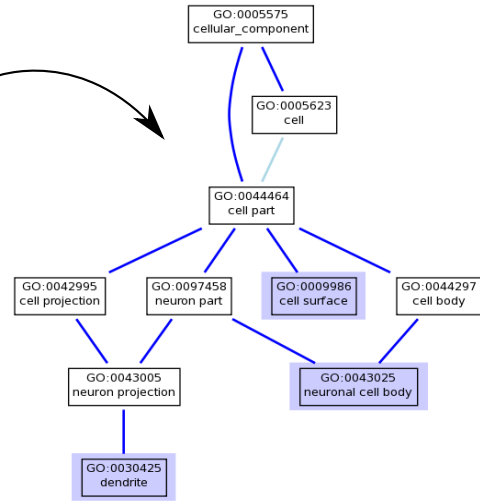 GO:0005575
cellular_component
GO:0005623
cell
GO:0044464
cell part
GO:0042995
cell projection
GO:0097458
neuron part
GO:0009986
cell surface
GO:0044297
cell body
GO:0043005
neuron projection
GO:0043025
neuronal cell body
GO:0030425
dendrite